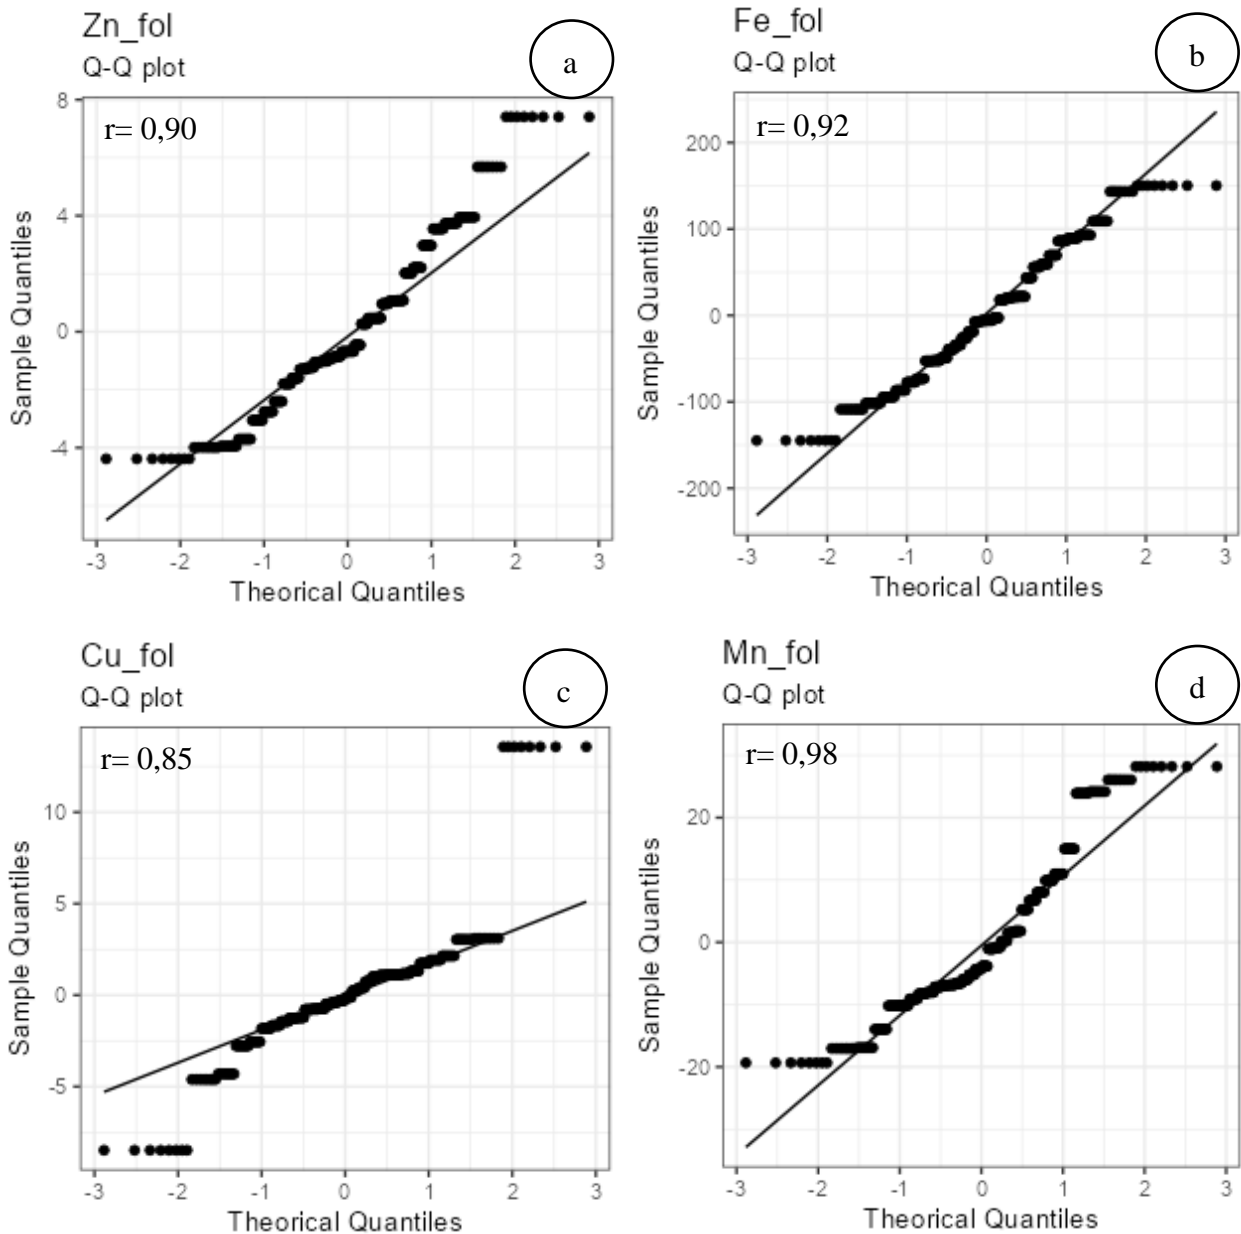 Zn_fol
Q-Q plot
a
r= 0,90
8
4
0
-4
-3 -2 -1 0 1 2 3
Sample Quantiles
Theorical Quantiles
Fe_fol
Q-Q plot
b
r= 0,92
200
100
0
-100
-200
-3 -2 -1 0 1 2 3
Sample Quantiles
Theorical Quantiles
Cu_fol
Q-Q plot
c
r= 0,85
10
5
0
-5
-3 -2 -1 0 1 2 3
Sample Quantiles
Theorical Quantiles
Mn_fol
Q-Q plot
d
r= 0,98
20
0
-20
-3 -2 -1 0 1 2 3
Sample Quantiles
Theorical Quantiles